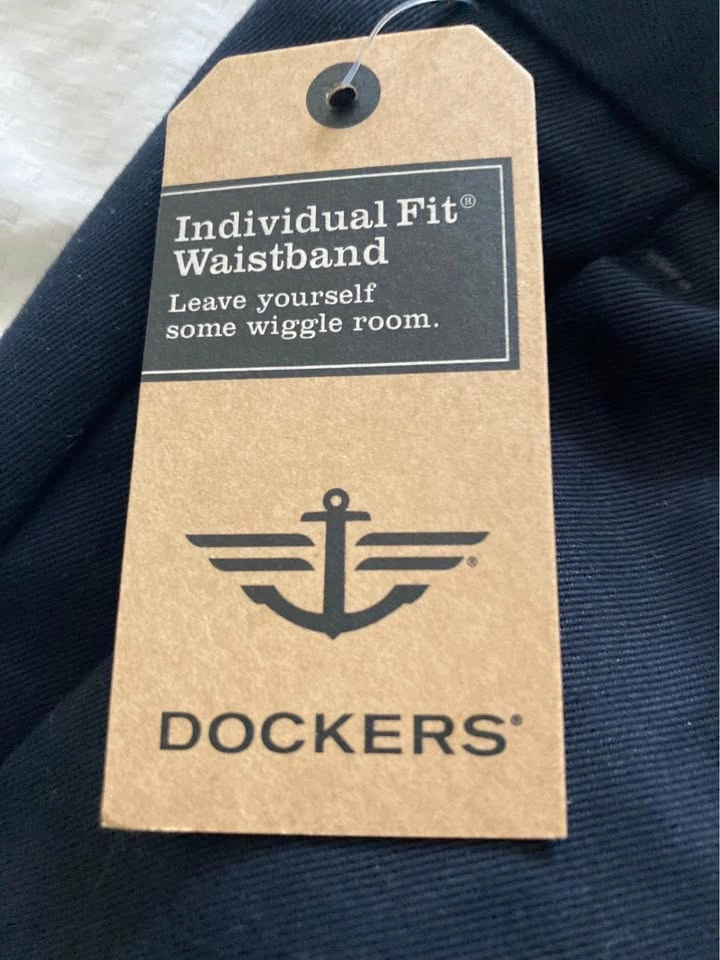 Individual Fit®
Waistband
Leave yourself
some wiggle room.
®
DOCKERS®